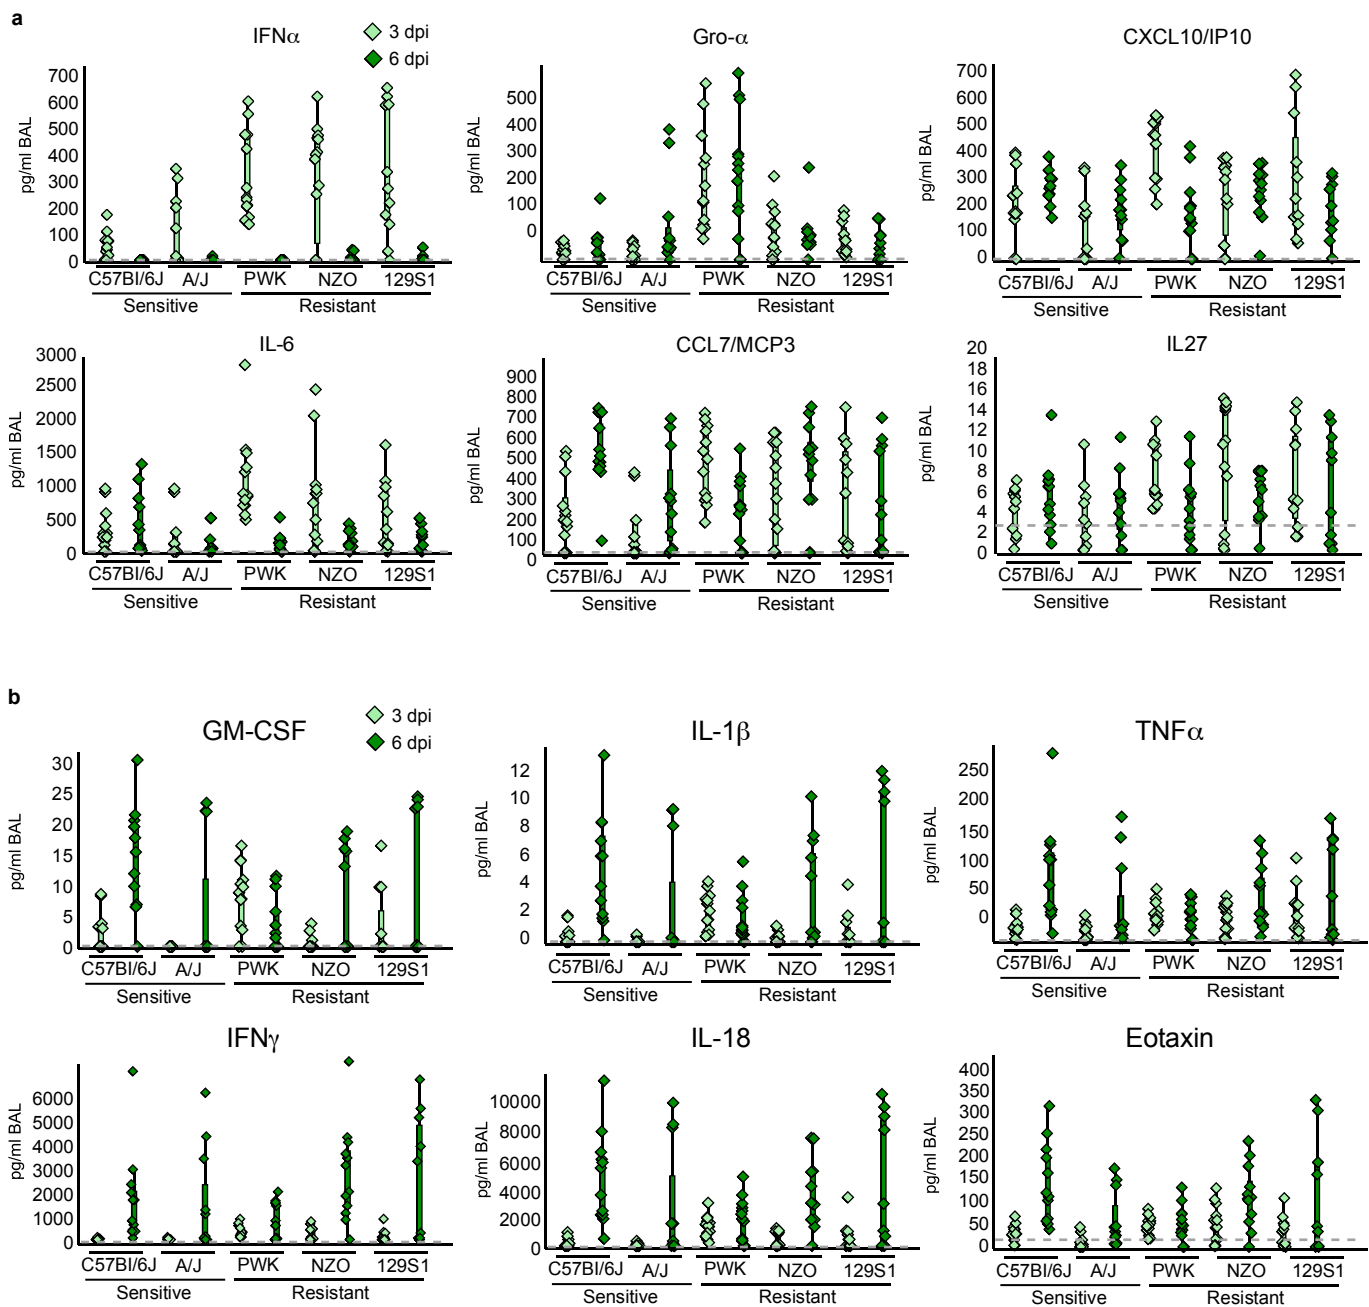 a
IFNα
3 dpi
6 dpi
pg/ml BAL
700
600
500
400
300
200
100
0
C57Bl/6J A/J PWK NZO 129S1
Sensitive Resistant
Gro-α
pg/ml BAL
500
400
300
200
100
0
C57Bl/6J A/J PWK NZO 129S1
Sensitive Resistant
CXCL10/IP10
pg/ml BAL
700
600
500
400
300
200
100
0
C57Bl/6J A/J PWK NZO 129S1
Sensitive Resistant
IL-6
pg/ml BAL
3000
2500
2000
1500
1000
500
0
C57Bl/6J A/J PWK NZO 129S1
Sensitive Resistant
CCL7/MCP3
pg/ml BAL
900
800
700
600
500
400
300
200
100
0
C57Bl/6J A/J PWK NZO 129S1
Sensitive Resistant
IL27
pg/ml BAL
20
18
16
14
12
10
8
6
4
2
0
C57Bl/6J A/J PWK NZO 129S1
Sensitive Resistant
b
GM-CSF
3 dpi
6 dpi
pg/ml BAL
30
25
20
15
10
5
0
C57Bl/6J A/J PWK NZO 129S1
Sensitive Resistant
IL-1β
pg/ml BAL
12
10
8
6
4
2
0
C57Bl/6J A/J PWK NZO 129S1
Sensitive Resistant
TNFα
pg/ml BAL
250
200
150
100
50
0
C57Bl/6J A/J PWK NZO 129S1
Sensitive Resistant
IFNγ
pg/ml BAL
6000
5000
4000
3000
2000
1000
0
C57Bl/6J A/J PWK NZO 129S1
Sensitive Resistant
IL-18
pg/ml BAL
10000
8000
6000
4000
2000
0
C57Bl/6J A/J PWK NZO 129S1
Sensitive Resistant
Eotaxin
pg/ml BAL
400
350
300
250
200
150
100
50
0
C57Bl/6J A/J PWK NZO 129S1
Sensitive Resistant